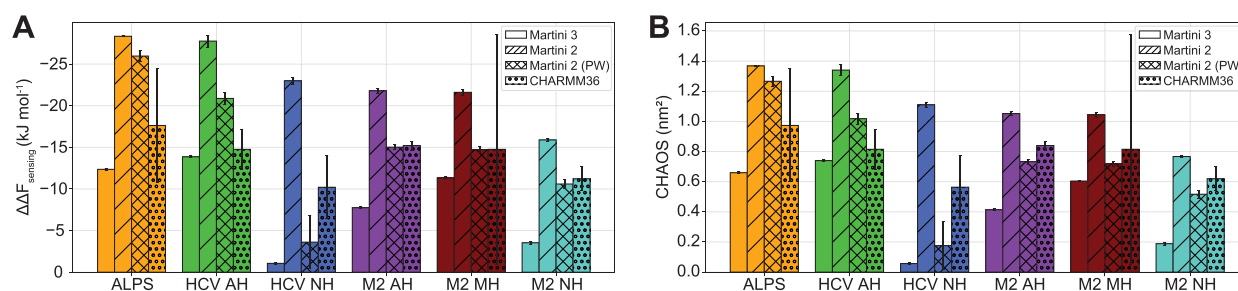 A
ΔΔF sensing (kJ mol⁻¹)
−25
−20
−15
−10
−5
0
Martini 3
Martini 2
Martini 2 (PW)
CHARMM36
ALPS
HCV AH
HCV NH
M2 AH
M2 MH
M2 NH
B
CHAOS (nm²)
1.6
1.4
1.2
1.0
0.8
0.6
0.4
0.2
0.0
Martini 3
Martini 2
Martini 2 (PW)
CHARMM36
ALPS
HCV AH
HCV NH
M2 AH
M2 MH
M2 NH